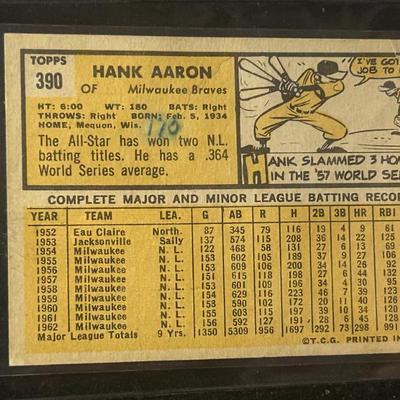 TOPPS
390
HANK AARON
OF Milwaukee Braves
HT: 6:00 WT: 180 BATS: Right
THROWS: Right BORN: Feb. 5, 1934
HOME, Mequon, Wis.
170
The All-Star has won two N.L.
batting titles. He has a .364
World Series average.
I'VE GO
JOB TO
HANK SLAMMED 3 HO
IN THE '57 WORLD SER
COMPLETE MAJOR AND MINOR LEAGUE BATTING RECOR
YEAR TEAM LEA. G AB R H 2B 3B HR RBI
1952 Eau Claire North. 87 345 79 116 19 4 9 61
1953 Jacksonville Sally 137 574 115 208 36 14 22 125
1954 Milwaukee N.L. 122 468 58 131 27 6 13 69
1955 Milwaukee N.L. 153 602 105 189 37 9 27 106
1956 Milwaukee N.L. 153 609 106 200 34 14 26 92
1957 Milwaukee N.L. 151 615 118 198 27 6 44 132
1958 Milwaukee N.L. 153 601 109 196 34 4 30 95
1959 Milwaukee N.L. 154 629 116 223 46 7 39 123
1960 Milwaukee N.L. 153 590 102 172 20 11 40 126
1961 Milwaukee N.L. 155 603 115 197 39 10 34 120
1962 Milwaukee N.L. 156 592 127 191 28 6 45 128
Major League Totals 9 Yrs. 1350 5309 956 1697 292 73 298 991
©T.C.G. PRINTED IN